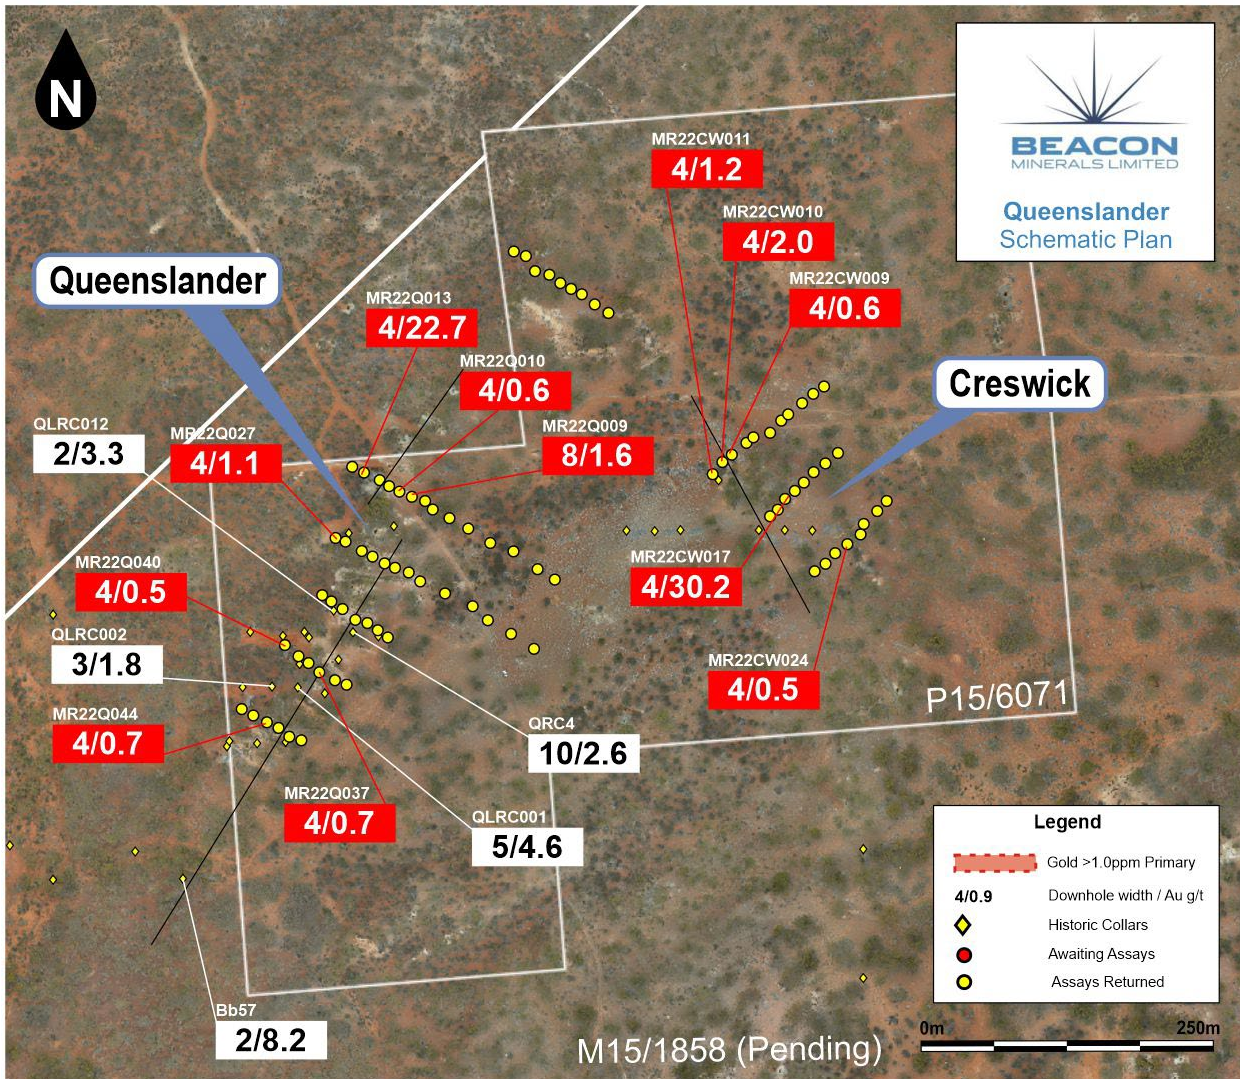 N
BEACON
MINERALS LIMITED
Queenslander
Schematic Plan
MR22CW011
4/1.2
MR22CW010
4/2.0
MR22CW009
4/0.6
Queenslander
MR22Q013
4/22.7
MR22Q010
4/0.6
Creswick
QLRC012
2/3.3
MR22Q027
4/1.1
MR22Q009
8/1.6
MR22Q040
4/0.5
MR22CW017
4/30.2
QLRC002
3/1.8
MR22CW024
4/0.5
P15/6071
MR22Q044
4/0.7
QRC4
10/2.6
MR22Q037
4/0.7
QLRC001
5/4.6
Legend
Gold >1.0ppm Primary
4/0.9 Downhole width / Au g/t
Historic Collars
Awaiting Assays
Assays Returned
Bb57
2/8.2
M15/1858 (Pending)
0m 250m